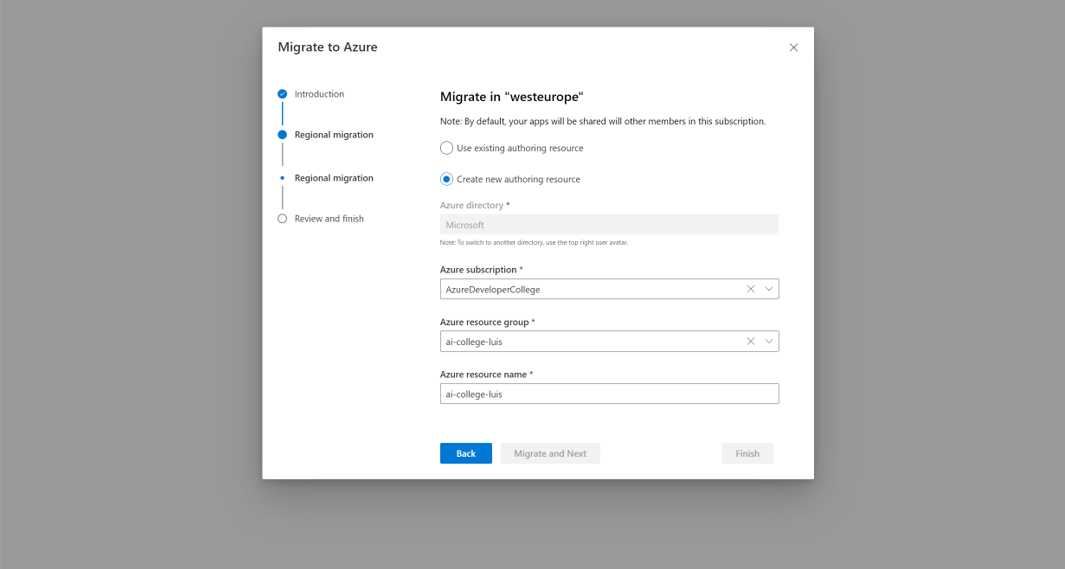 Migrate to Azure
Introduction
Regional migration
Regional migration
Review and finish
Migrate in "westeurope"
Note: By default, your apps will be shared will other members in this subscription.
Use existing authoring resource
Create new authoring resource
Azure directory *
Microsoft
Note: To switch to another directory, use the top right user avatar.
Azure subscription *
AzureDeveloperCollege
Azure resource group *
ai-college-luis
Azure resource name *
ai-college-luis
Back
Migrate and Next
Finish